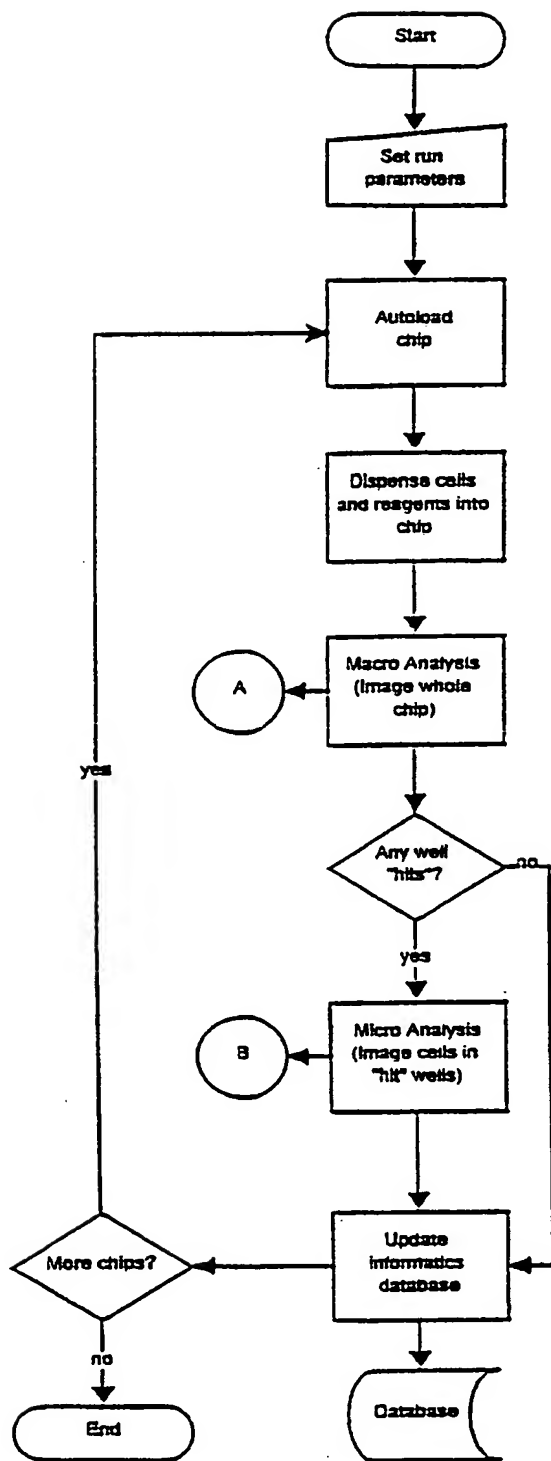 Start
Set run
parameters
Autoload
chip
Dispense cells
and reagents into
chip
Macro Analysis
(Image whole
chip)
A
yes
Any well
"hits"?
no
yes
Micro Analysis
(Image cells in
"hit" wells)
B
Update
informatics
database
More chips?
no
End
Database